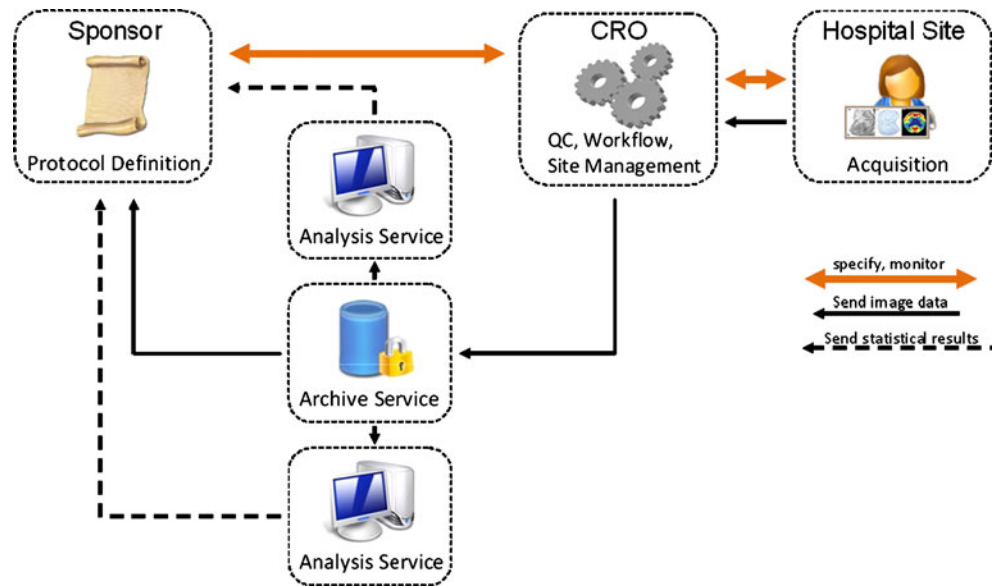 Sponsor
Protocol Definition
CRO
QC, Workflow,
Site Management
Hospital Site
Acquisition
Analysis Service
Archive Service
Analysis Service
specify, monitor
Send image data
Send statistical results